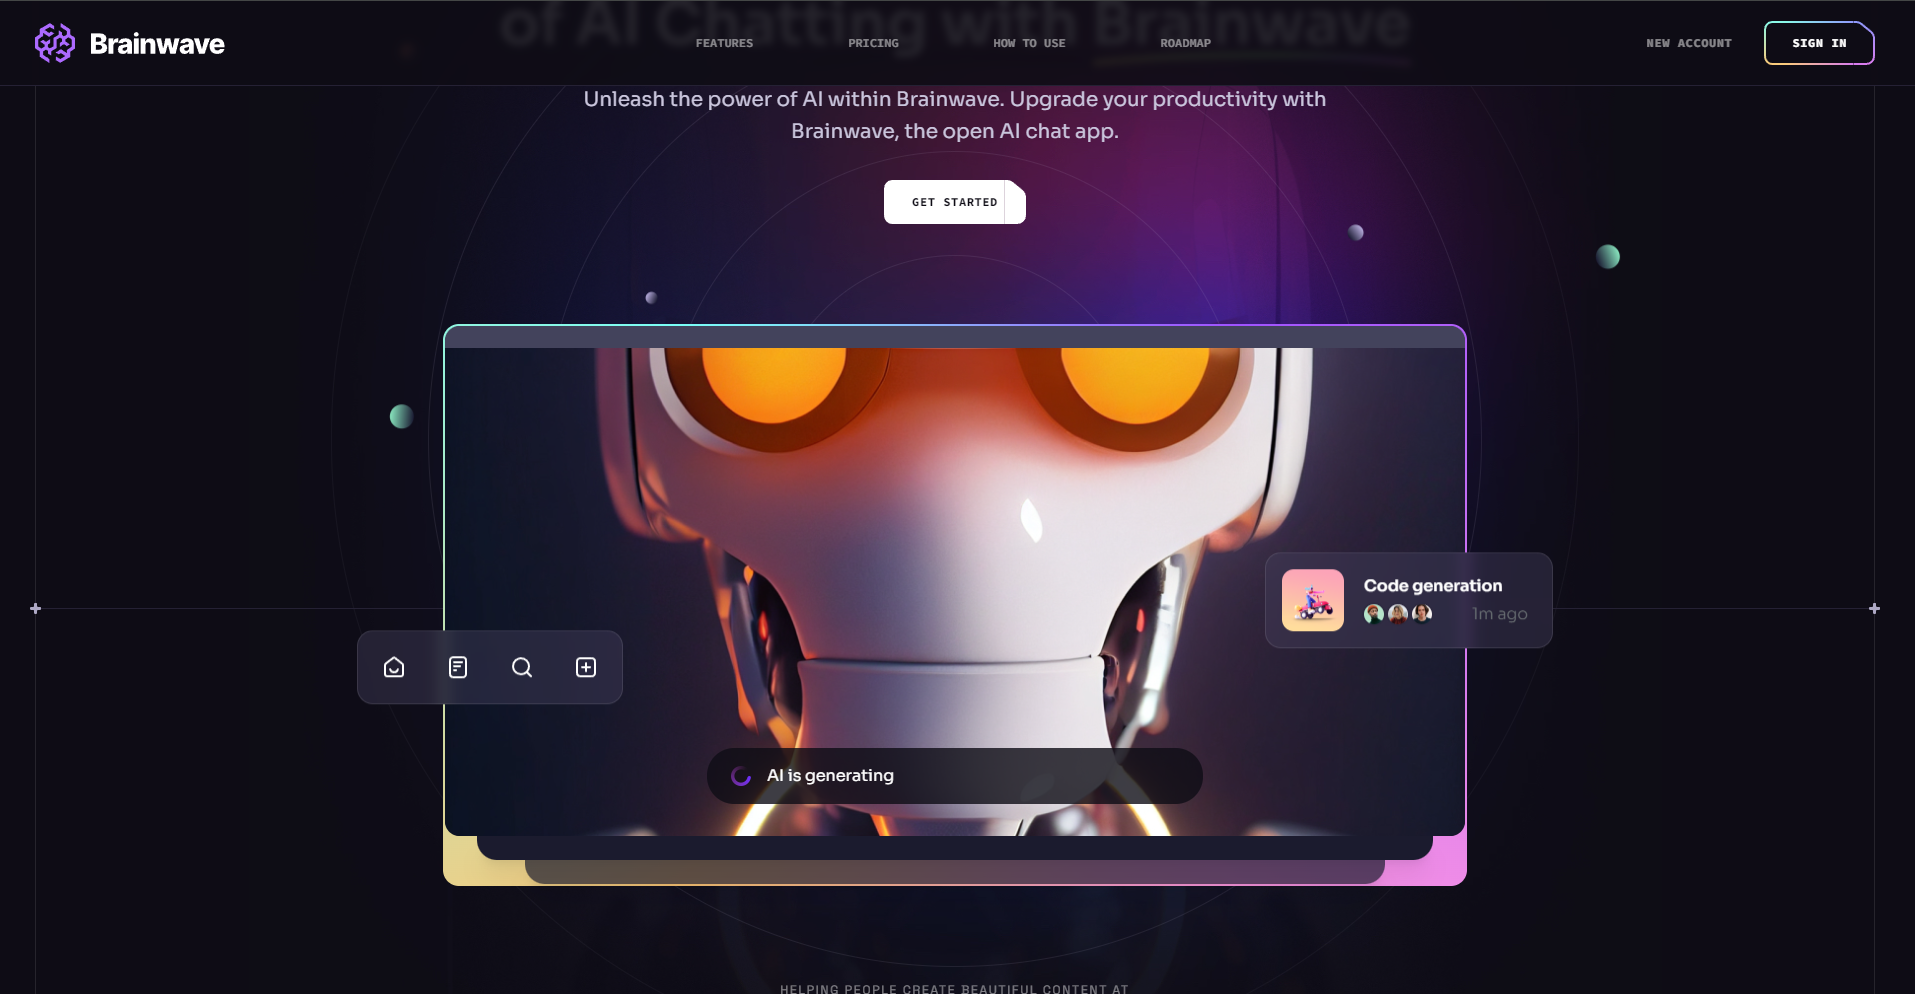 of AI Chatting with Brainwave
Brainwave
FEATURES
PRICING
HOW TO USE
ROADMAP
NEW ACCOUNT
SIGN IN
Unleash the power of AI within Brainwave. Upgrade your productivity with
Brainwave, the open AI chat app.
GET STARTED
Code generation
1m ago
AI is generating
HELPING PEOPLE CREATE BEAUTIFUL CONTENT AT